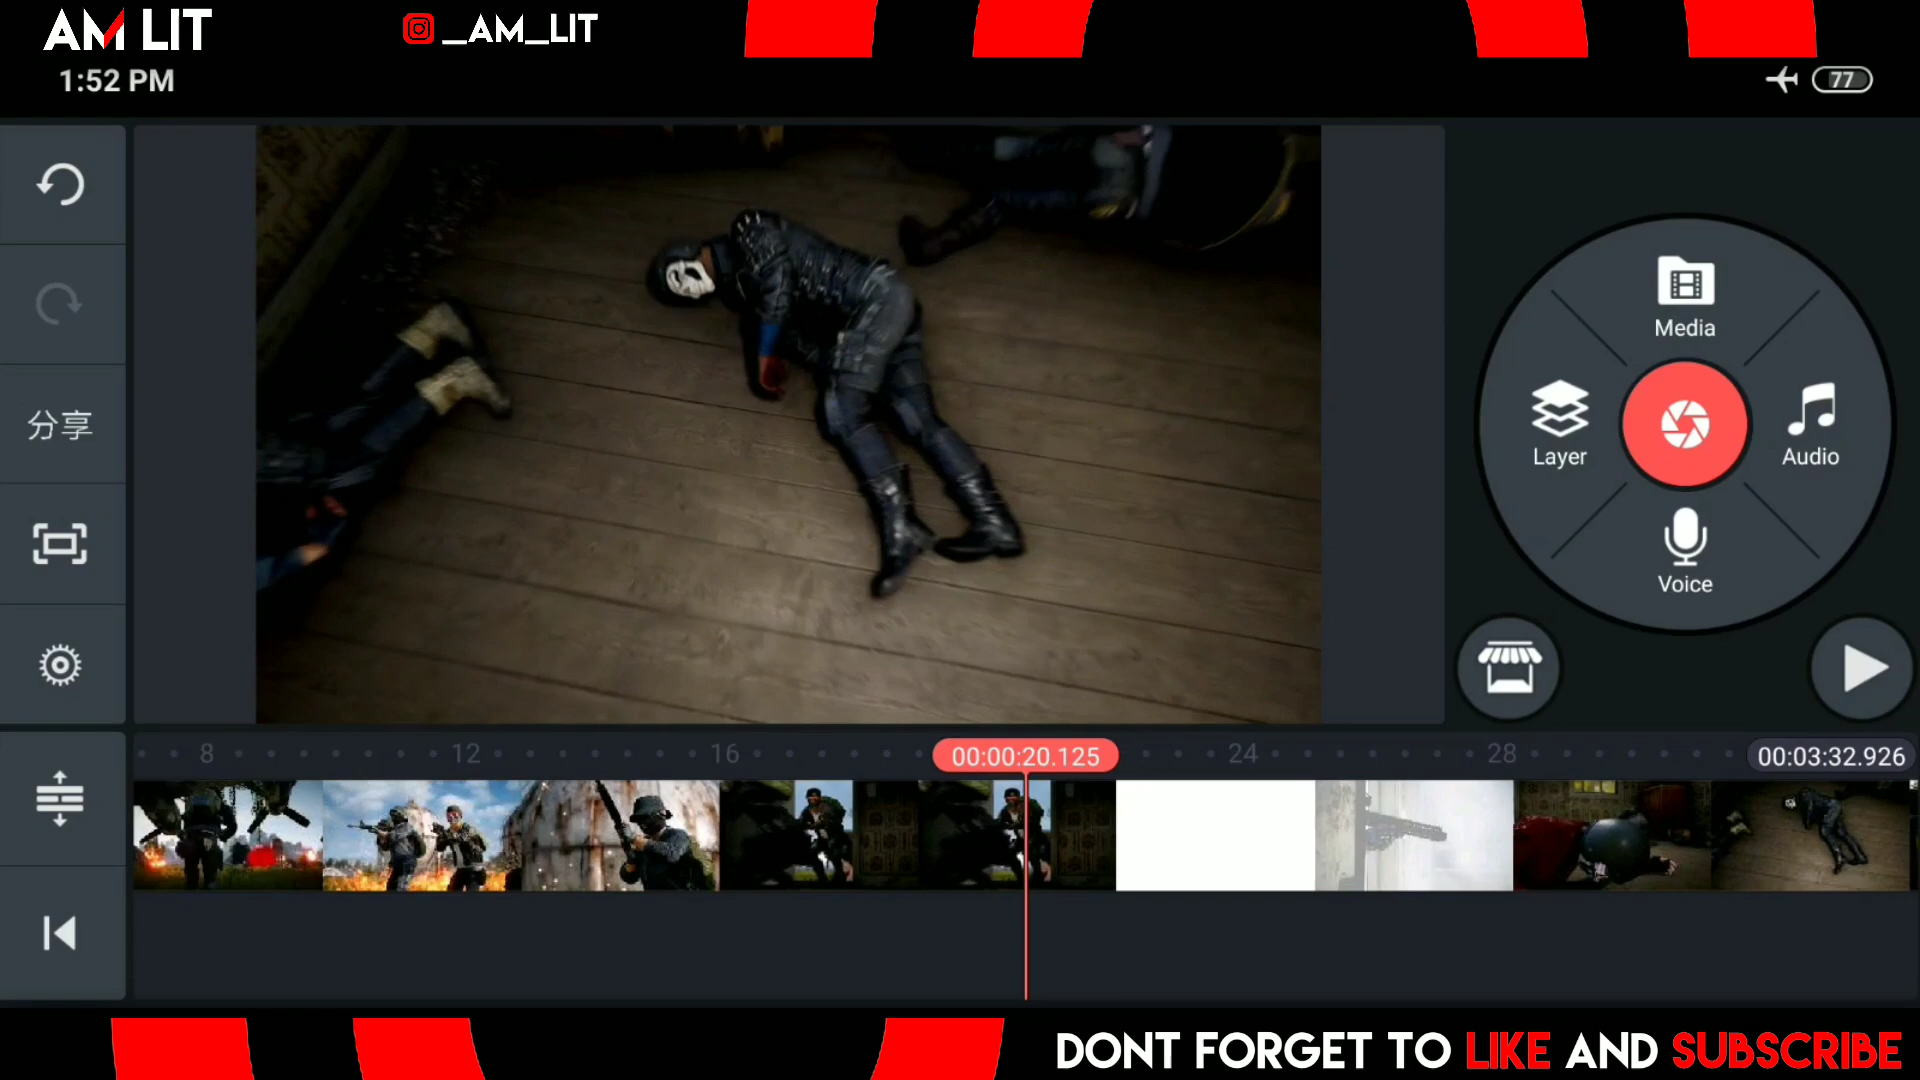 AM LIT
_AM_LIT
1:52 PM
77
分享
Media
Layer
Audio
Voice
8
12
16
00:00:20.125
24
28
00:03:32.926
DONT FORGET TO LIKE AND SUBSCRIBE